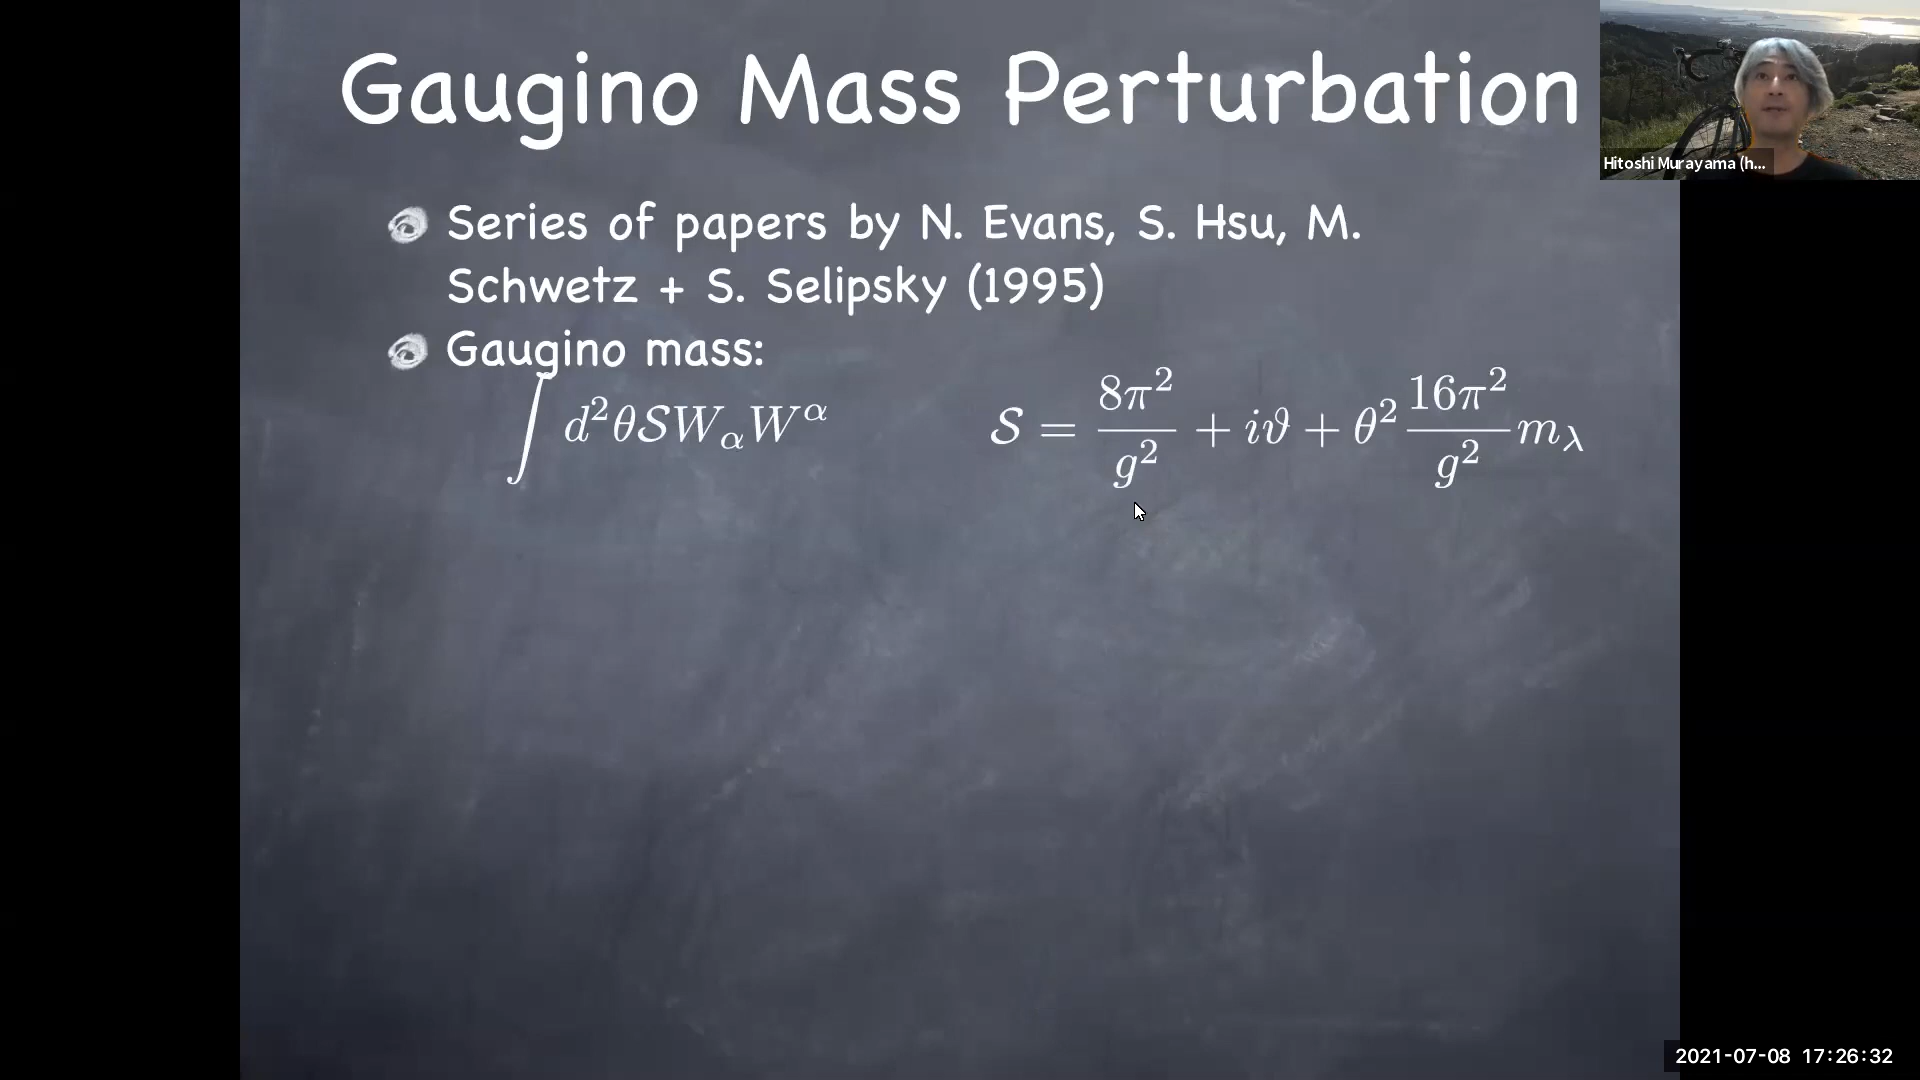 Gaugino Mass Perturbation
Hitoshi Murayama (h...
Series of papers by N. Evans, S. Hsu, M.
Schwetz + S. Selipsky (1995)
Gaugino mass:
∫ d²θ𝒮W_αW^α    𝒮 = 8π²/g² + iϑ + θ² 16π²/g² m_λ
2021-07-08 17:26:32